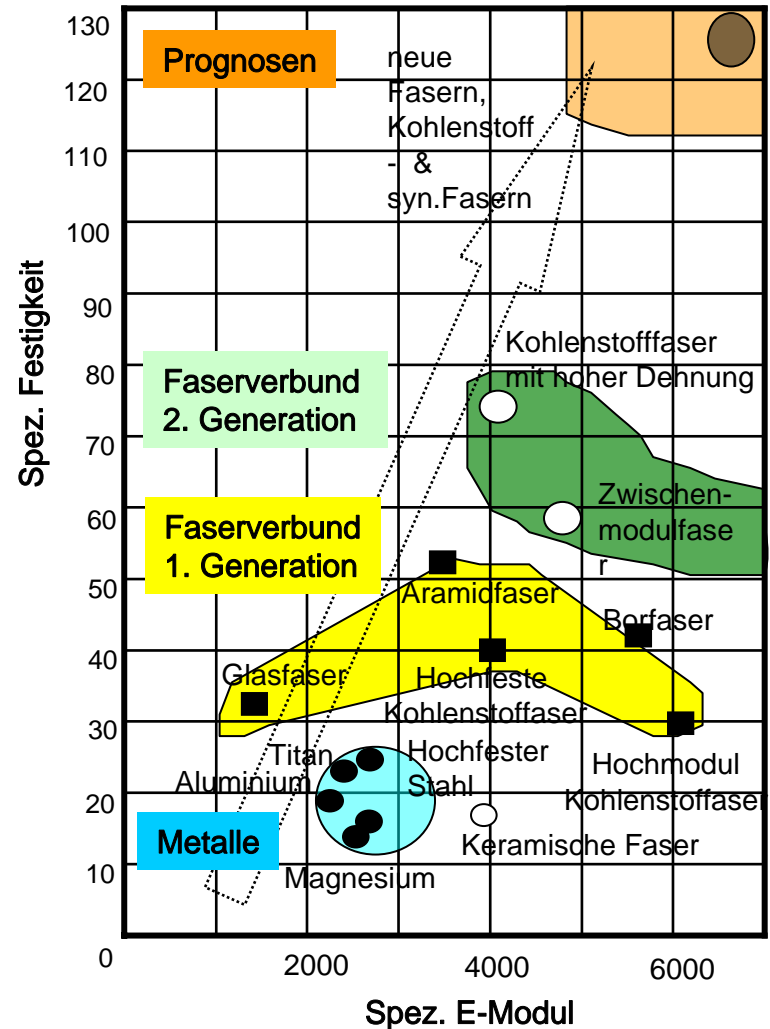 130
Prognosen
neue
Fasern,
Kohlenstoff
- &
syn.Fasern
120
110
100
90
Spez. Festigkeit
Kohlenstofffaser
mit hoher Dehnung
80
Faserverbund
2. Generation
70
Zwischen-
modulfase
r
60
Faserverbund
1. Generation
50
Aramidfaser
Borfaser
40
Glasfaser
Hochfeste
Kohlenstoffaser
30
Titan
Hochfester
Stahl
Aluminium
Hochmodul
Kohlenstoffaser
20
Metalle
Keramische Faser
10
Magnesium
0
2000
4000
6000
Spez. E-Modul